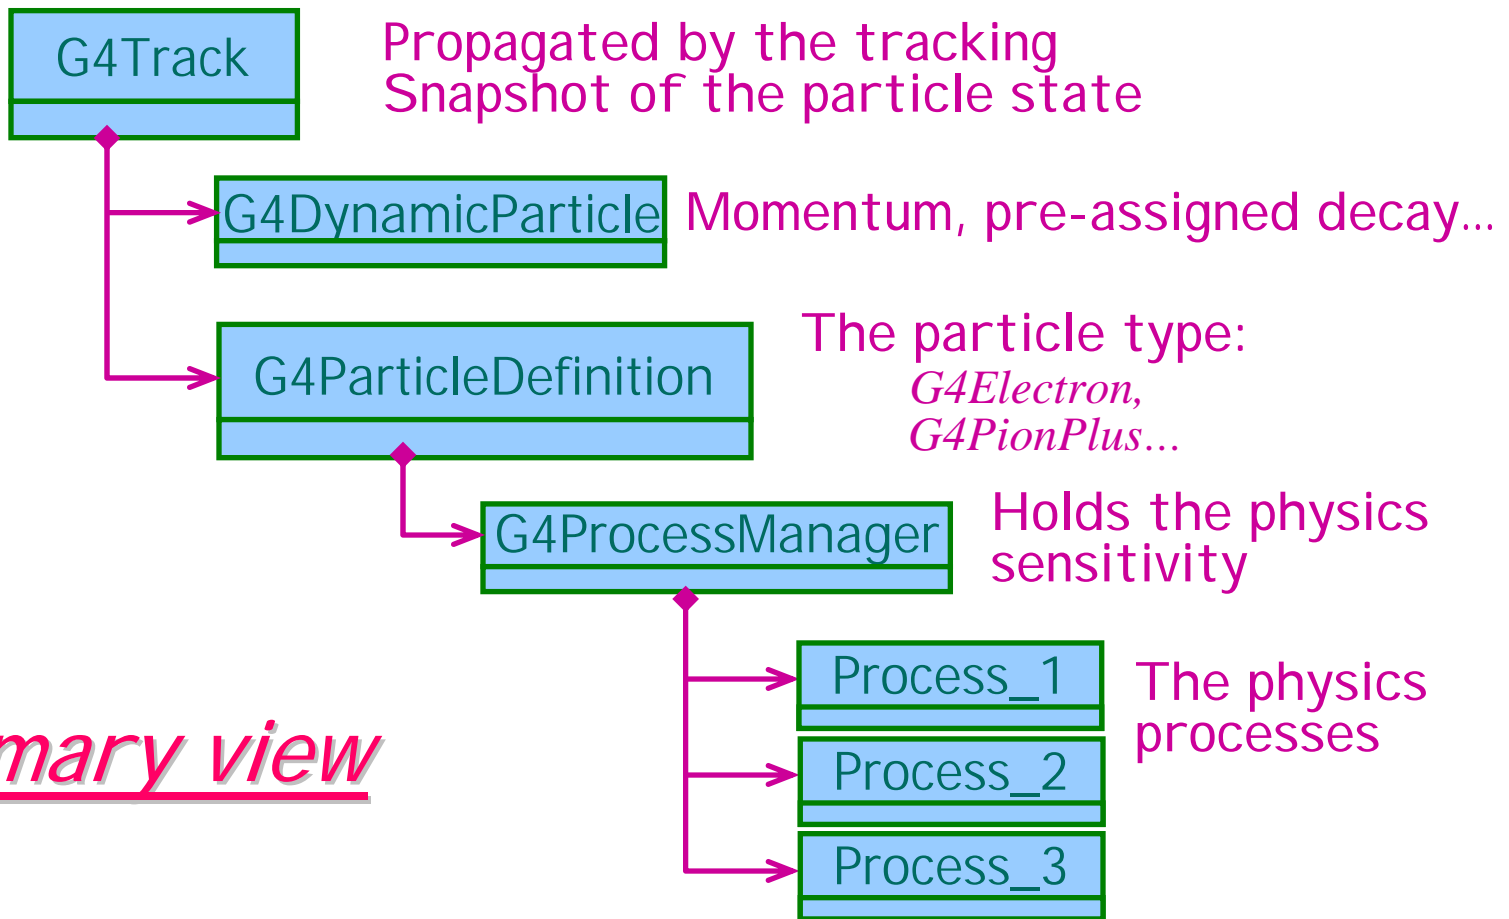 G4Track
Propagated by the tracking
Snapshot of the particle state
G4DynamicParticle
Momentum, pre-assigned decay...
G4ParticleDefinition
The particle type:
G4Electron,
G4PionPlus...
G4ProcessManager
Holds the physics
sensitivity
Process_1
The physics
processes
mary view
Process_2
Process_3